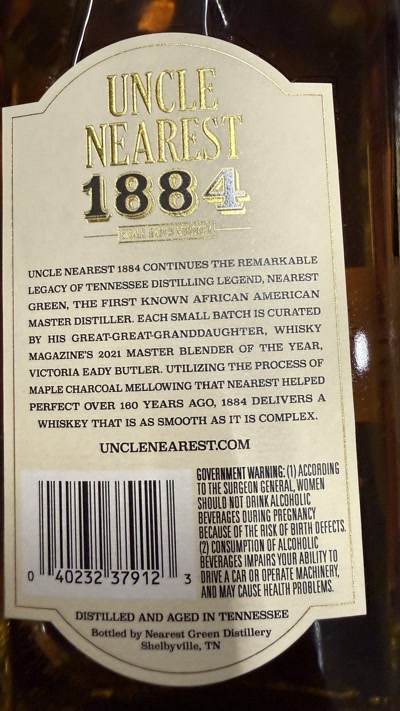 UNCLE
NEAREST
1884
SMALL BATCH WHISKEY
UNCLE NEAREST 1884 CONTINUES THE REMARKABLE
LEGACY OF TENNESSEE DISTILLING LEGEND, NEAREST
GREEN, THE FIRST KNOWN AFRICAN AMERICAN
MASTER DISTILLER. EACH SMALL BATCH IS CURATED
BY HIS GREAT-GREAT-GRANDDAUGHTER, WHISKY
MAGAZINE'S 2021 MASTER BLENDER OF THE YEAR,
VICTORIA EADY BUTLER. UTILIZING THE PROCESS OF
MAPLE CHARCOAL MELLOWING THAT NEAREST HELPED
PERFECT OVER 160 YEARS AGO, 1884 DELIVERS A
WHISKEY THAT IS AS SMOOTH AS IT IS COMPLEX.
UNCLENEAREST.COM
GOVERNMENT WARNING: (1) ACCORDING
TO THE SURGEON GENERAL, WOMEN
SHOULD NOT DRINK ALCOHOLIC
BEVERAGES DURING PREGNANCY
BECAUSE OF THE RISK OF BIRTH DEFECTS.
(2) CONSUMPTION OF ALCOHOLIC
BEVERAGES IMPAIRS YOUR ABILITY TO
DRIVE A CAR OR OPERATE MACHINERY,
AND MAY CAUSE HEALTH PROBLEMS.
0 40232 37912 3
DISTILLED AND AGED IN TENNESSEE
Bottled by Nearest Green Distillery
Shelbyville, TN